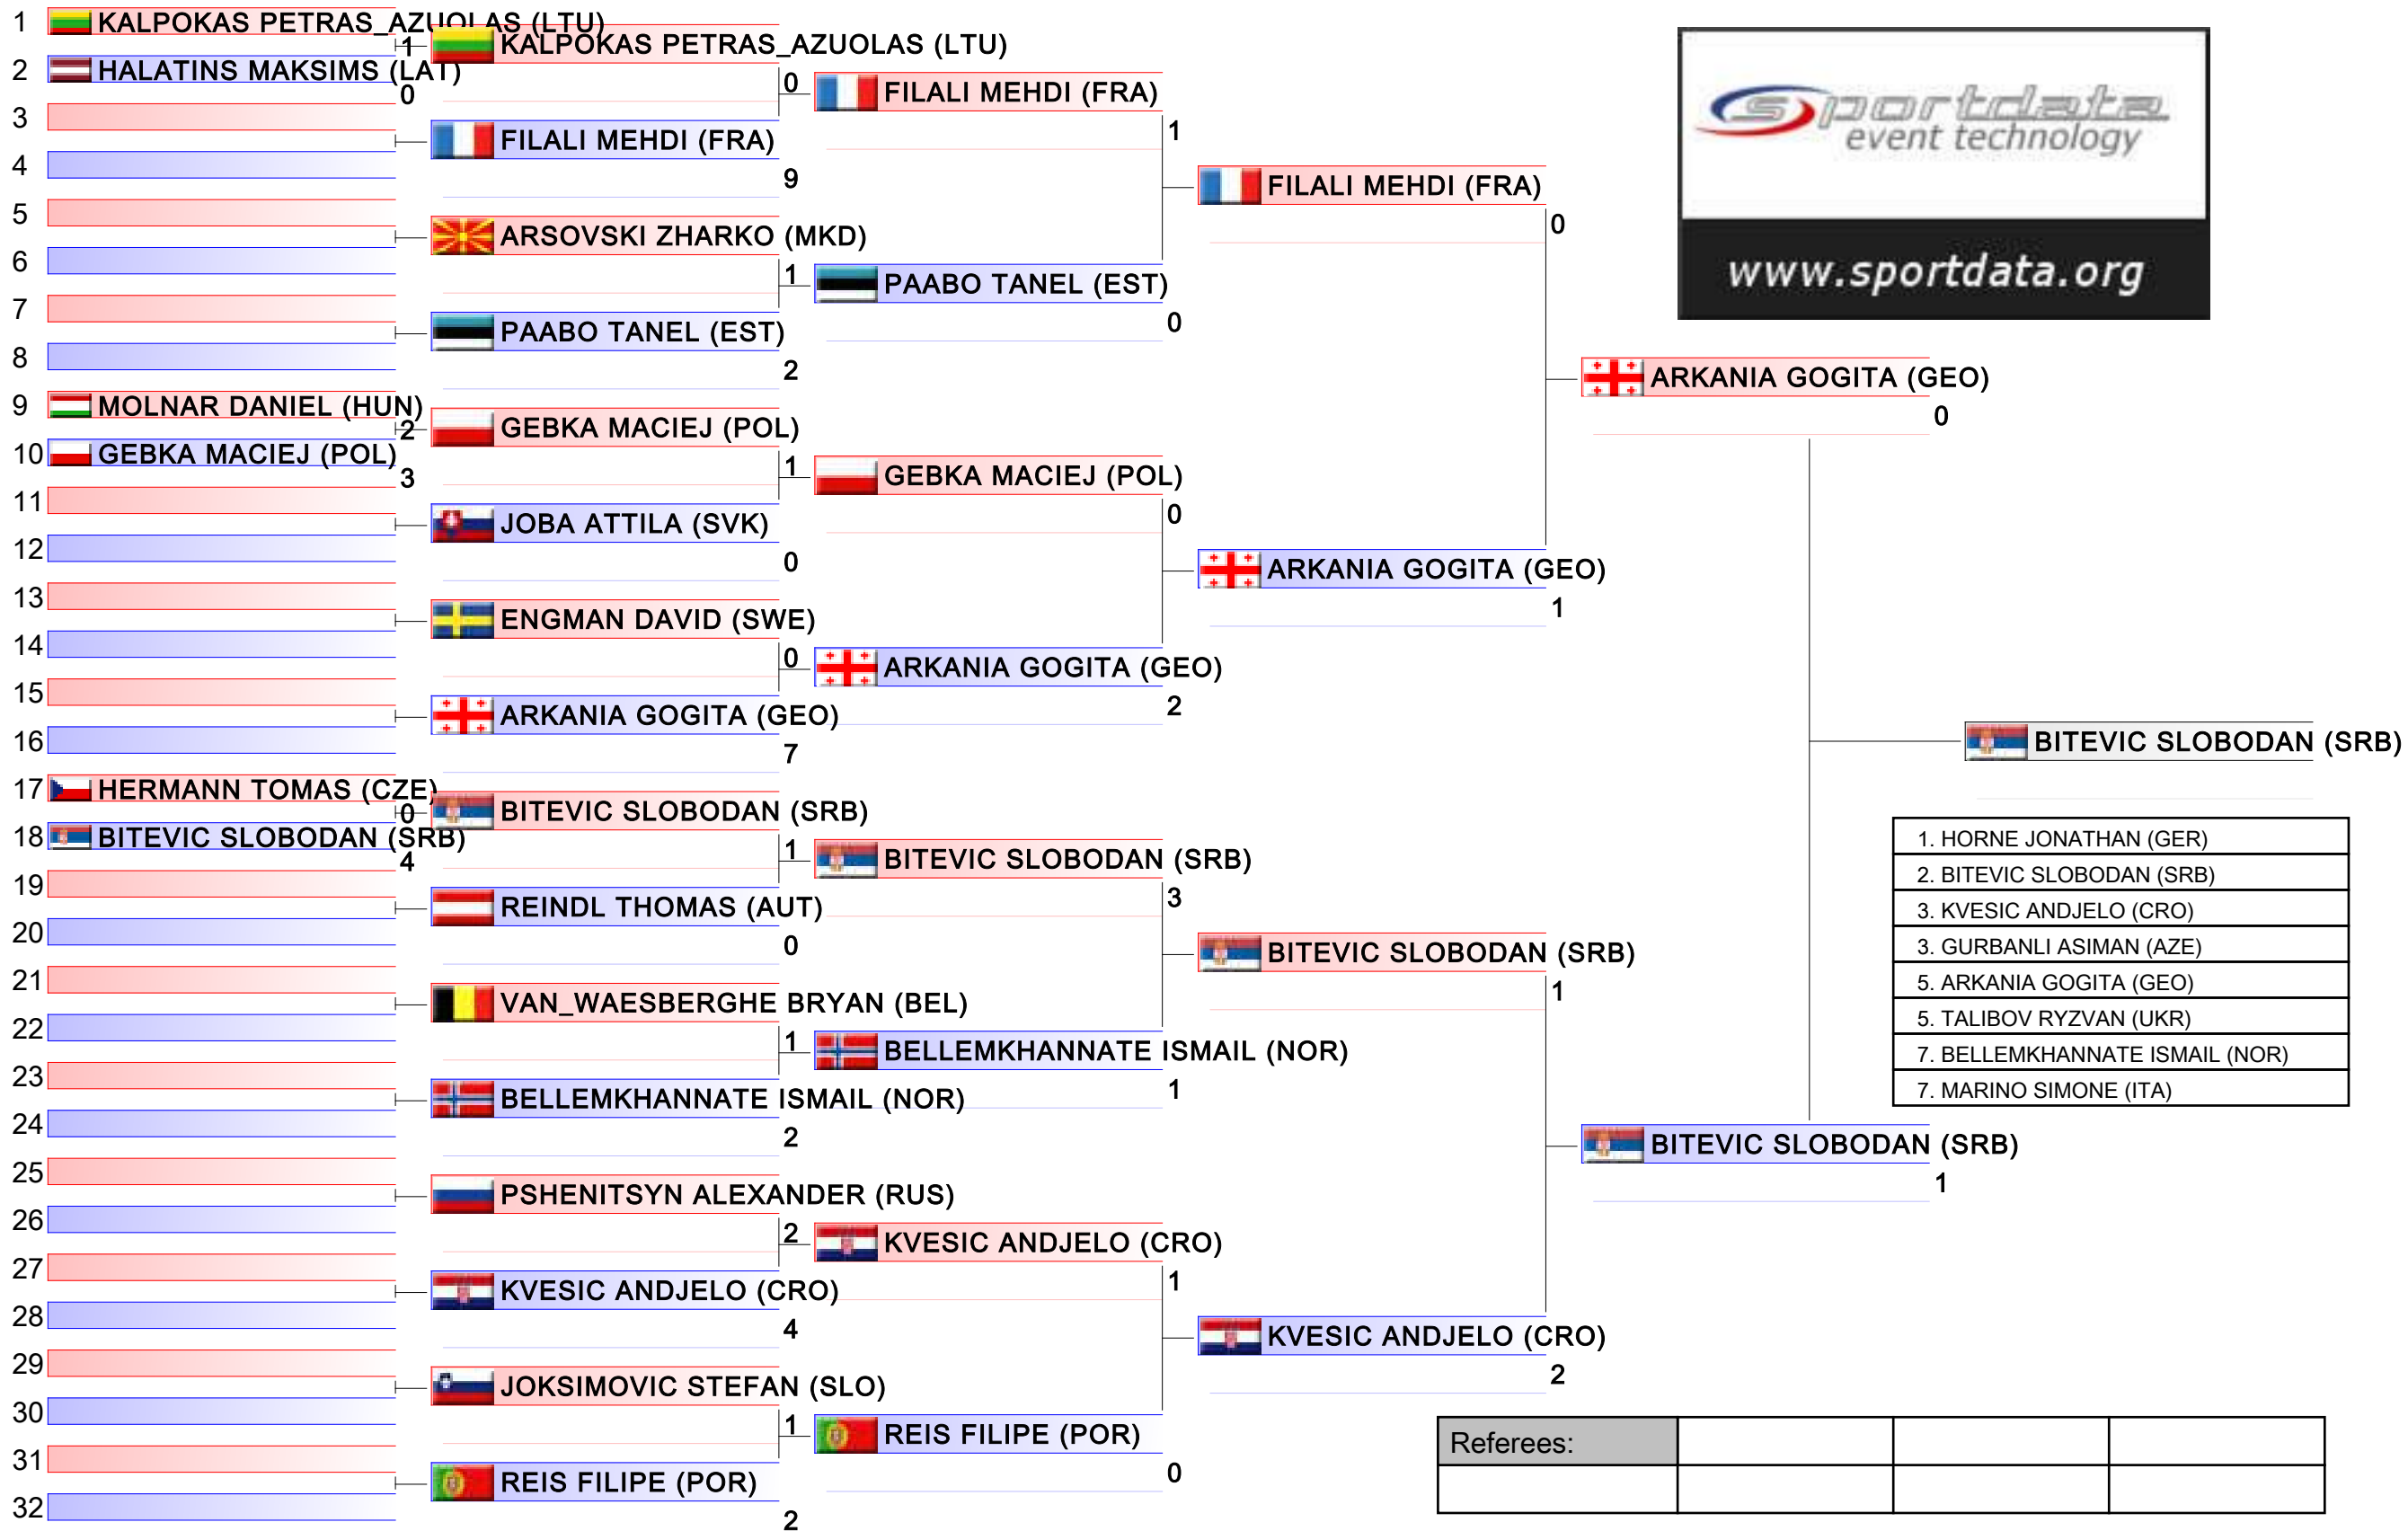 1 KALPOKAS PETRAS_AZUOLAS (LTU)
1
2 HALATINS MAKSIMS (LAT)
0
3
4
5
6
7
8
9 MOLNAR DANIEL (HUN)
2
10 GEBKA MACIEJ (POL)
3
11
12
13
14
15
16
17 HERMANN TOMAS (CZE)
0
18 BITEVIC SLOBODAN (SRB)
4
19
20
21
22
23
24
25
26
27
28
29
30
31
32
KALPOKAS PETRAS_AZUOLAS (LTU)
0
FILALI MEHDI (FRA)
9
ARSOVSKI ZHARKO (MKD)
1
PAABO TANEL (EST)
2
GEBKA MACIEJ (POL)
1
JOBA ATTILA (SVK)
0
ENGMAN DAVID (SWE)
0
ARKANIA GOGITA (GEO)
7
BITEVIC SLOBODAN (SRB)
1
REINDL THOMAS (AUT)
0
VAN_WAESBERGHE BRYAN (BEL)
1
BELLEMKHANNATE ISMAIL (NOR)
2
PSHENITSYN ALEXANDER (RUS)
2
KVESIC ANDJELO (CRO)
4
JOKSIMOVIC STEFAN (SLO)
1
REIS FILIPE (POR)
2
FILALI MEHDI (FRA)
1
PAABO TANEL (EST)
0
GEBKA MACIEJ (POL)
0
ARKANIA GOGITA (GEO)
2
BITEVIC SLOBODAN (SRB)
3
BELLEMKHANNATE ISMAIL (NOR)
1
KVESIC ANDJELO (CRO)
1
REIS FILIPE (POR)
0
FILALI MEHDI (FRA)
0
ARKANIA GOGITA (GEO)
1
BITEVIC SLOBODAN (SRB)
1
KVESIC ANDJELO (CRO)
2
ARKANIA GOGITA (GEO)
0
BITEVIC SLOBODAN (SRB)
1
BITEVIC SLOBODAN (SRB)
sportdata
event technology
www.sportdata.org
1. HORNE JONATHAN (GER)
2. BITEVIC SLOBODAN (SRB)
3. KVESIC ANDJELO (CRO)
3. GURBANLI ASIMAN (AZE)
5. ARKANIA GOGITA (GEO)
5. TALIBOV RYZVAN (UKR)
7. BELLEMKHANNATE ISMAIL (NOR)
7. MARINO SIMONE (ITA)
Referees: